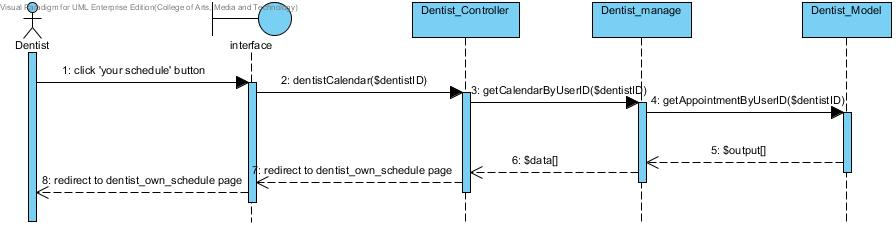 Visual Paradigm for UML Enterprise Edition(College of Arts, Media and Technology)
Dentist_Controller
Dentist_manage
Dentist_Model
Dentist
interface
1: click 'your schedule' button
2: dentistCalendar($dentistID)
3: getCalendarByUserID($dentistID)
4: getAppointmentByUserID($dentistID)
5: $output[]
6: $data[]
7: redirect to dentist_own_schedule page
8: redirect to dentist_own_schedule page